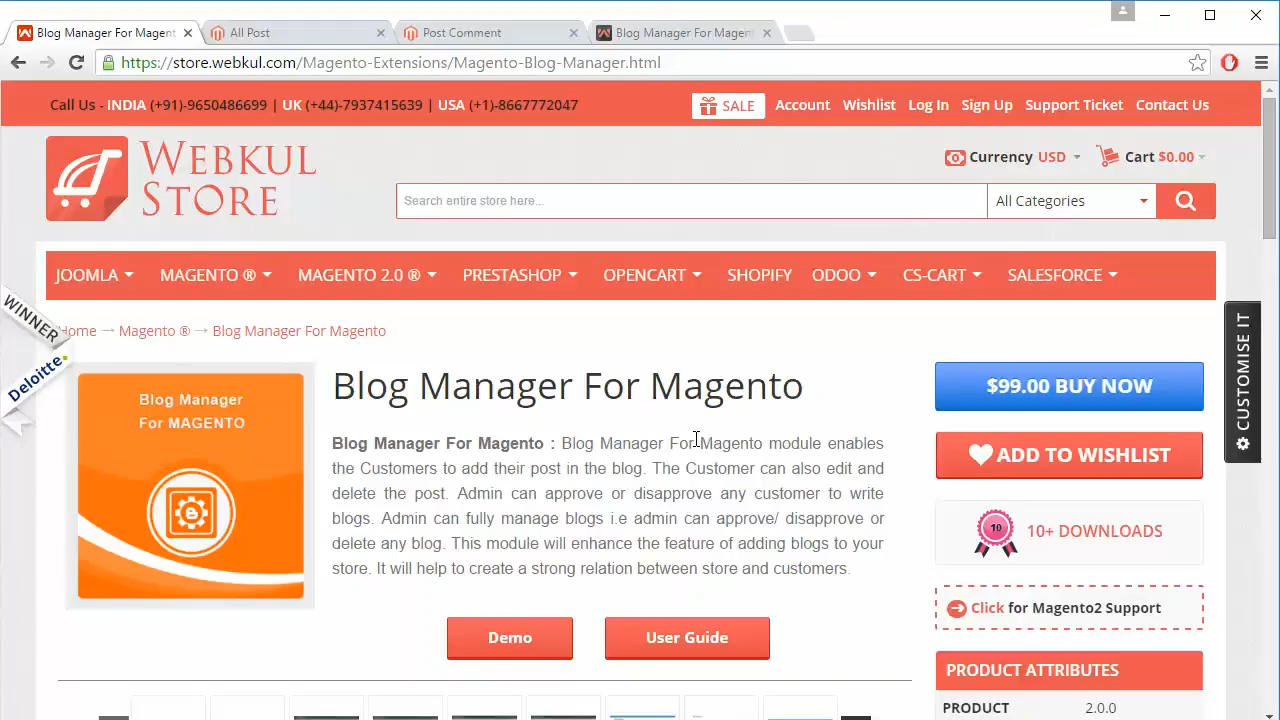 Blog Manager For Magent
All Post
Post Comment
Blog Manager For Magen
https://store.webkul.com/Magento-Extensions/Magento-Blog-Manager.html
Call Us - INDIA (+91)-9650486699 | UK (+44)-7937415639 | USA (+1)-8667772047
SALE Account Wishlist Log In Sign Up Support Ticket Contact Us
WEBKUL
STORE
Currency USD Cart $0.00
Search entire store here...
All Categories
JOOMLA MAGENTO ® MAGENTO 2.0 ® PRESTASHOP OPENCART SHOPIFY ODOO CS-CART SALESFORCE
WINNER
Deloitte.
CUSTOMISE IT
Home → Magento ® → Blog Manager For Magento
Blog Manager
For MAGENTO
Blog Manager For Magento
Blog Manager For Magento : Blog Manager For Magento module enables
the Customers to add their post in the blog. The Customer can also edit and
delete the post. Admin can approve or disapprove any customer to write
blogs. Admin can fully manage blogs i.e admin can approve/ disapprove or
delete any blog. This module will enhance the feature of adding blogs to your
store. It will help to create a strong relation between store and customers.
Demo
User Guide
$99.00 BUY NOW
ADD TO WISHLIST
10
10+ DOWNLOADS
Click for Magento2 Support
PRODUCT ATTRIBUTES
PRODUCT 2.0.0